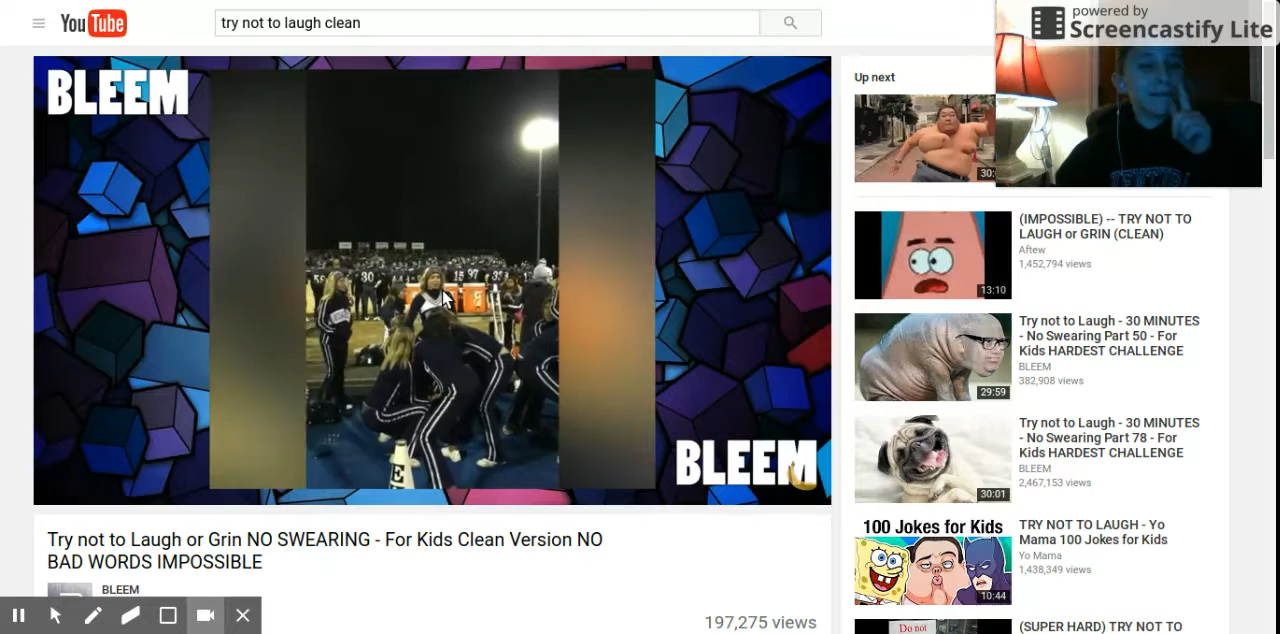 YouTube
try not to laugh clean
powered by
Screencastify Lite
BLEEM
30
15 97
BLEEM
E
Try not to Laugh or Grin NO SWEARING - For Kids Clean Version NO
BAD WORDS IMPOSSIBLE
BLEEM
197,275 views
Up next
30:
(IMPOSSIBLE) -- TRY NOT TO
LAUGH or GRIN (CLEAN)
Aftew
1,452,794 views
13:10
Try not to Laugh - 30 MINUTES
- No Swearing Part 50 - For
Kids HARDEST CHALLENGE
BLEEM
382,908 views
29:59
Try not to Laugh - 30 MINUTES
- No Swearing Part 78 - For
Kids HARDEST CHALLENGE
BLEEM
2,467,153 views
30:01
100 Jokes for Kids
TRY NOT TO LAUGH - Yo
Mama 100 Jokes for Kids
Yo Mama
1,438,349 views
10:44
Do not
(SUPER HARD) TRY NOT TO